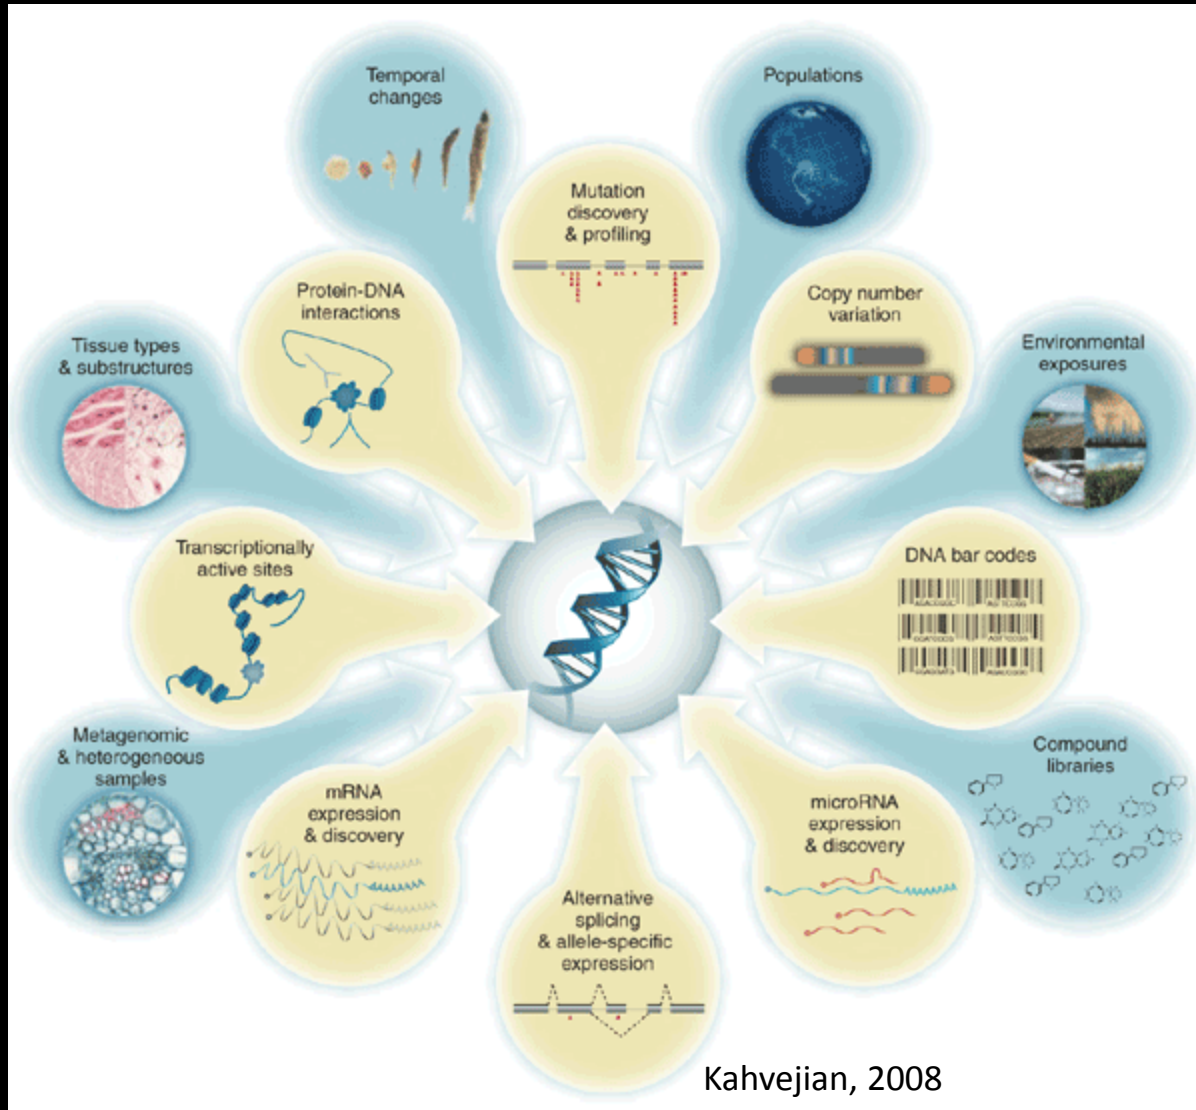 Temporal
changes
Populations
Mutation
discovery
& profiling
Protein-DNA
interactions
Copy number
variation
Tissue types
& substructures
Environmental
exposures
Transcriptionally
active sites
DNA bar codes
Metagenomic
& heterogeneous
samples
Compound
libraries
mRNA
expression
& discovery
microRNA
expression
& discovery
Alternative
splicing
& allele-specific
expression
Kahvejian, 2008